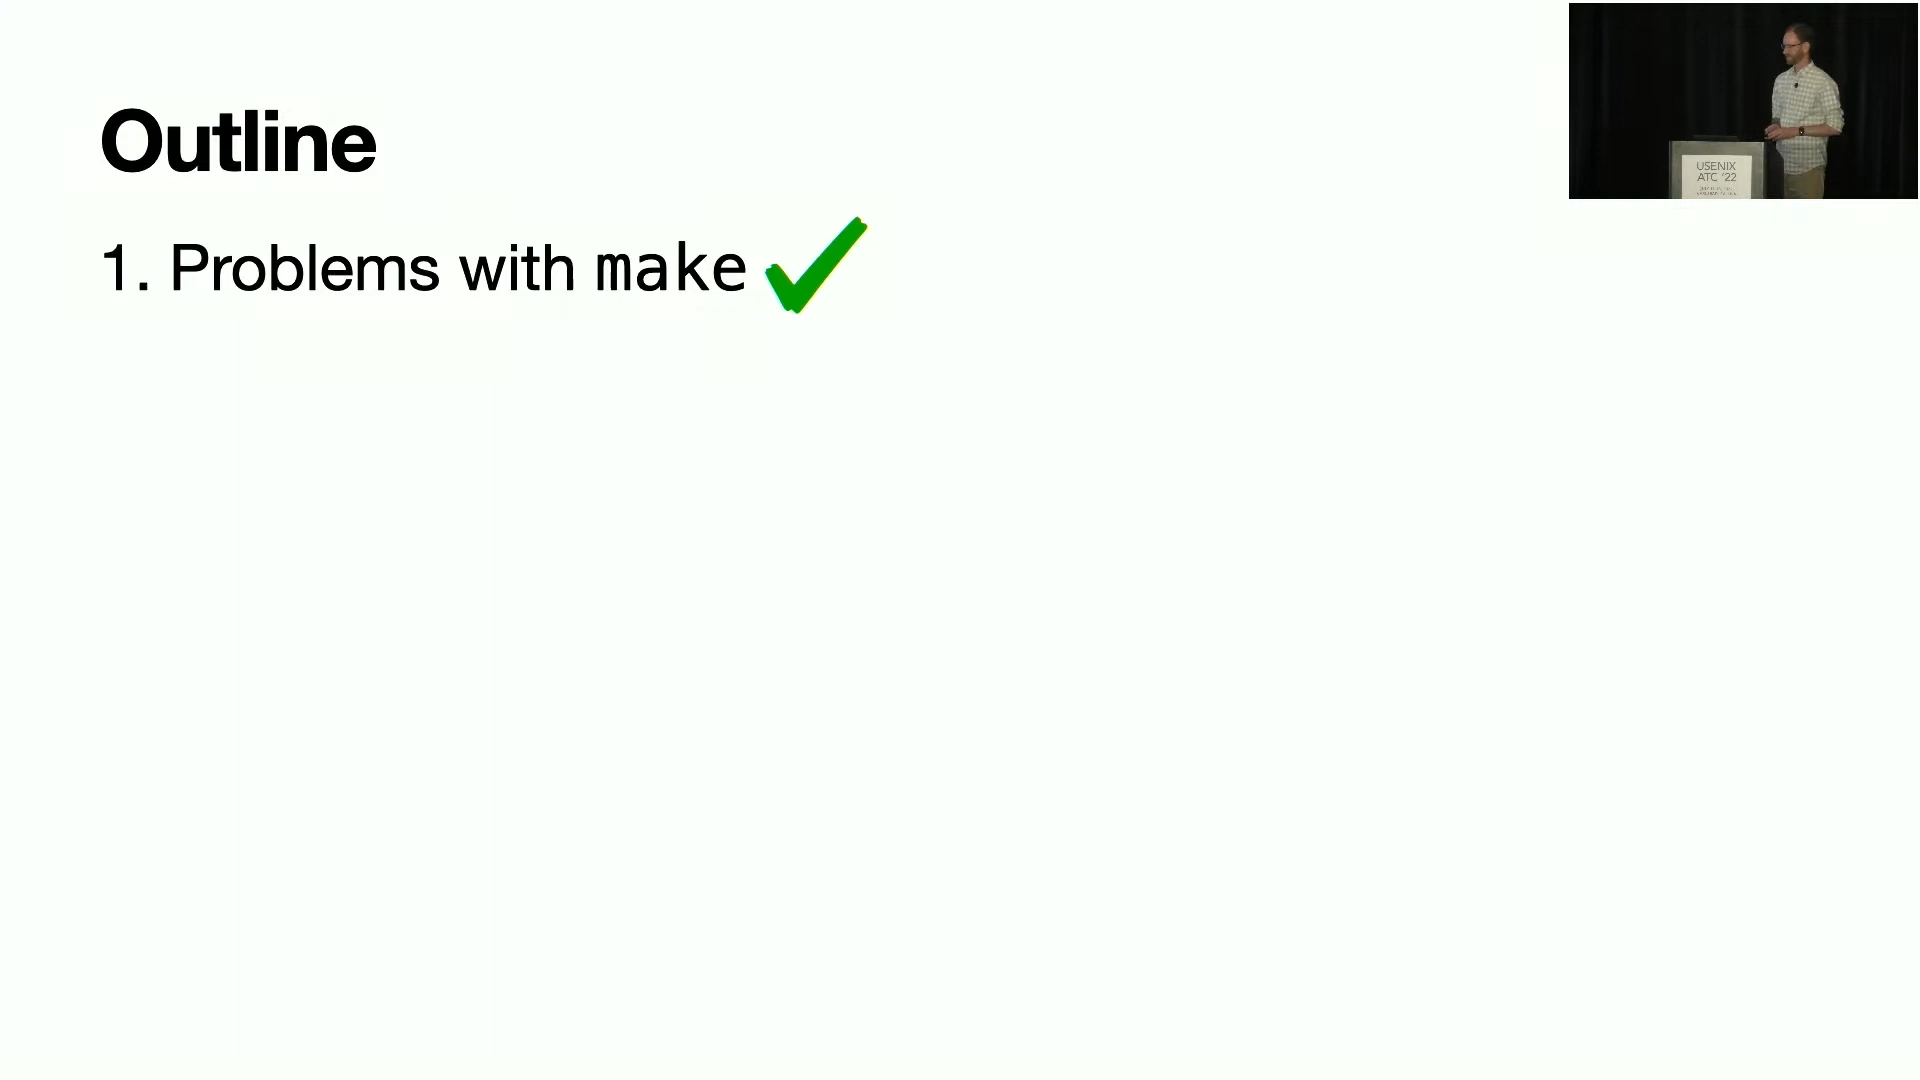 Outline
1. Problems with make
USENIX
ATC '22